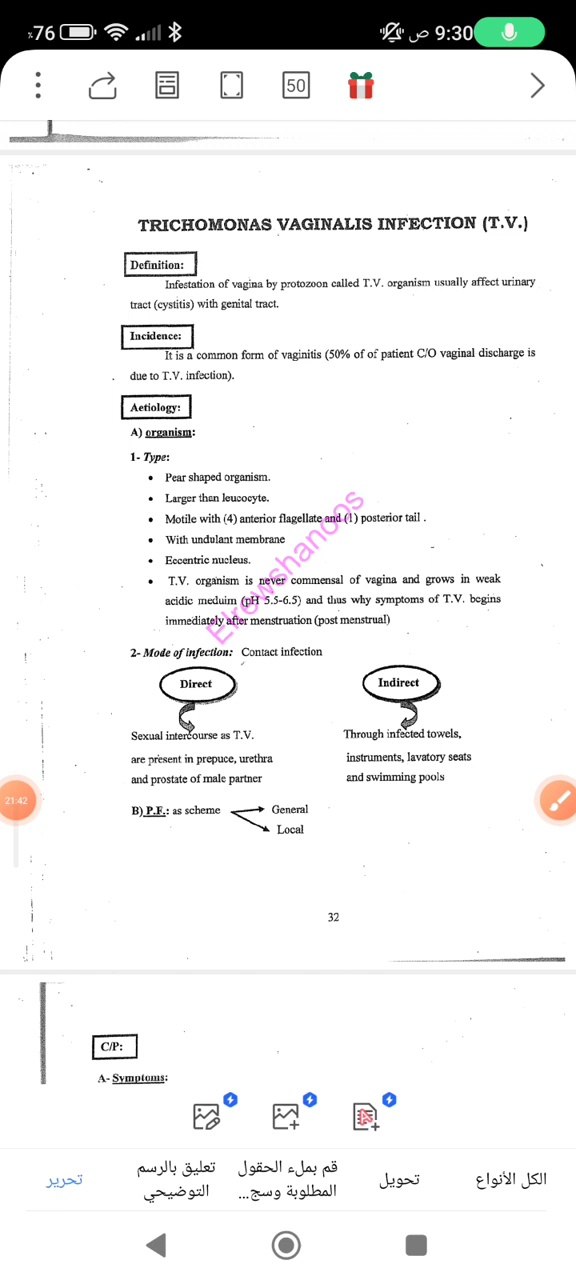 ٪76
ص 9:30
50
TRICHOMONAS VAGINALIS INFECTION (T.V.)
Definition:
Infestation of vagina by protozoon called T.V. organism usually affect urinary
tract (cystitis) with genital tract.
Incidence:
It is a common form of vaginitis (50% of of patient C/O vaginal discharge is
due to T.V. infection).
Aetiology:
A) organism:
1- Type:
• Pear shaped organism.
• Larger then leucocyte.
• Motile with (4) anterior flagellate and (1) posterior tail .
• With undulant membrane
• Eccentric nucleus.
• T.V. organism is never commensal of vagina and grows in weak
acidic meduim (pH 5.5-6.5) and thus why symptoms of T.V. begins
immediately after menstruation (post menstrual)
Elrowshanoos
2- Mode of infection: Contact infection
Direct
Indirect
Sexual intercourse as T.V.
are present in prepuce, urethra
and prostate of male partner
Through infected towels,
instruments, lavatory seats
and swimming pools
21:42
B) P.F.: as scheme
General
Local
32
C/P:
A- Symptoms:
الكل الأنواع
تحويل
قم بملء الحقول
المطلوبة وسج...
تعليق بالرسم
التوضيحي
تحرير